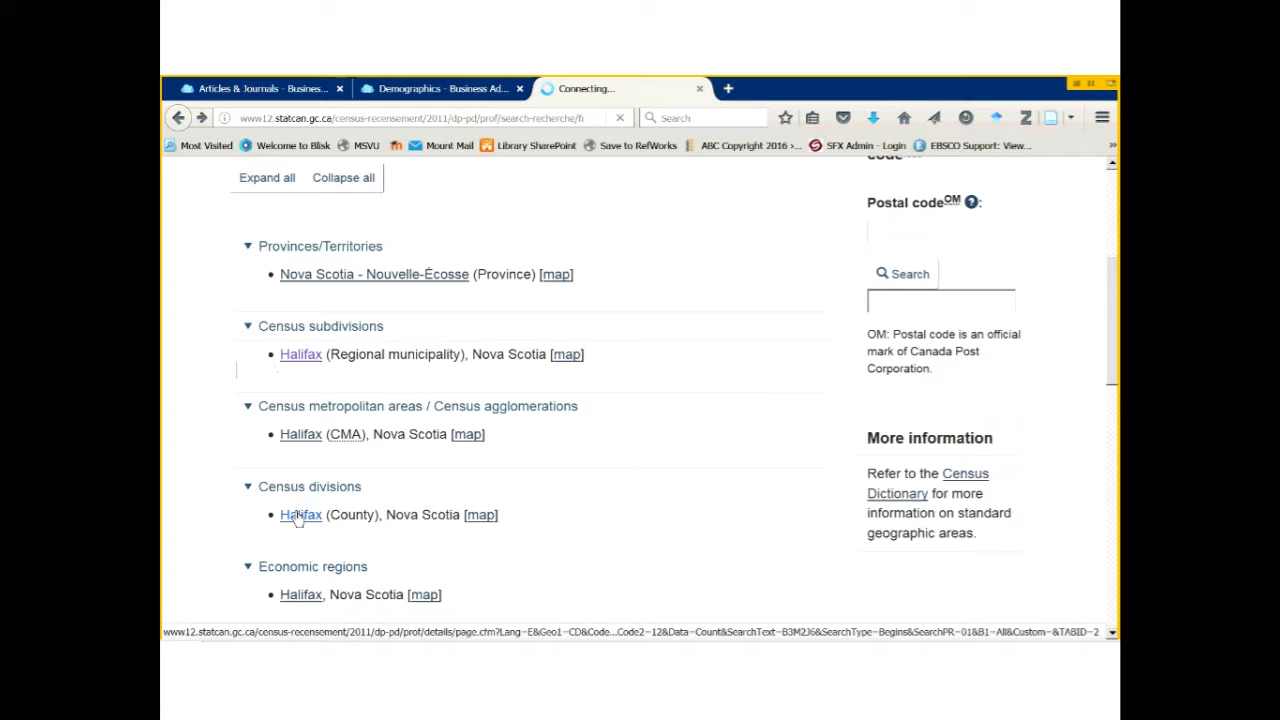 Articles & Journals - Busines... × Demographics - Business Ad... × Connecting... × +
www12.statcan.gc.ca/census-recensement/2011/dp-pd/prof/search-recherche/fi × Search
Most Visited Welcome to Blisk MSVU Mount Mail Library SharePoint Save to RefWorks ABC Copyright 2016 >... SFX Admin - Login EBSCO Support: View... »
code
Expand all Collapse all
Postal codeOM ?:
▼ Provinces/Territories
• Nova Scotia - Nouvelle-Écosse (Province) [map]
Search
▼ Census subdivisions
• Halifax (Regional municipality), Nova Scotia [map]
OM: Postal code is an official
mark of Canada Post
Corporation.
▼ Census metropolitan areas / Census agglomerations
• Halifax (CMA), Nova Scotia [map]
More information
Refer to the Census
Dictionary for more
information on standard
geographic areas.
▼ Census divisions
• Halifax (County), Nova Scotia [map]
▼ Economic regions
• Halifax, Nova Scotia [map]
www12.statcan.gc.ca/census-recensement/2011/dp-pd/prof/details/page.cfm?Lang-E&Geo1-CD&Code...Code2-12&Data-Count&SearchText-B3M2J6&SearchType-Begins&SearchPR-01&B1-All&Custom-&TABID-2